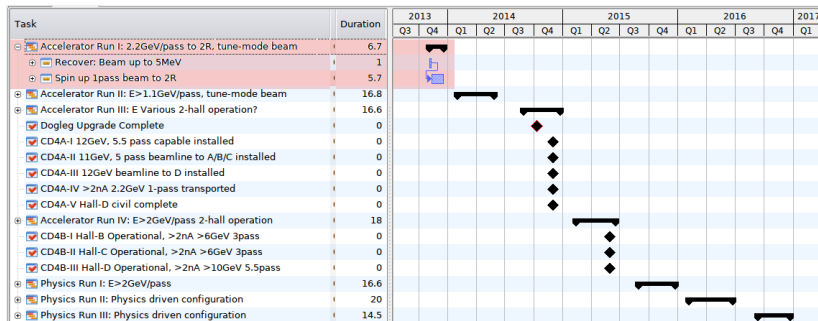 2013 2014 2015 2016 2017
Task Duration Q3 Q4 Q1 Q2 Q3 Q4 Q1 Q2 Q3 Q4 Q1 Q2 Q3 Q4 Q1
Accelerator Run I: 2.2GeV/pass to 2R, tune-mode beam 6.7
Recover: Beam up to 5MeV 1
Spin up 1pass beam to 2R 5.7
Accelerator Run II: E>1.1GeV/pass, tune-mode beam 16.8
Accelerator Run III: E Various 2-hall operation? 16.6
Dogleg Upgrade Complete 0
CD4A-I 12GeV, 5.5 pass capable installed 0
CD4A-II 11GeV, 5 pass beamline to A/B/C installed 0
CD4A-III 12GeV beamline to D installed 0
CD4A-IV >2nA 2.2GeV 1-pass transported 0
CD4A-V Hall-D civil complete 0
Accelerator Run IV: E>2GeV/pass 2-hall operation 18
CD4B-I Hall-B Operational, >2nA >6GeV 3pass 0
CD4B-II Hall-C Operational, >2nA >6GeV 3pass 0
CD4B-III Hall-D Operational, >2nA >10GeV 5.5pass 0
Physics Run I: E>2GeV/pass 16.6
Physics Run II: Physics driven configuration 20
Physics Run III: Physics driven configuration 14.5